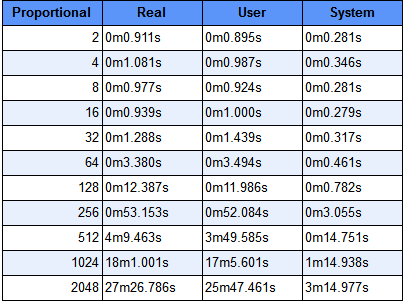 Proportional Real User System
2 0m0.911s 0m0.895s 0m0.281s
4 0m1.081s 0m0.987s 0m0.346s
8 0m0.977s 0m0.924s 0m0.281s
16 0m0.939s 0m1.000s 0m0.279s
32 0m1.288s 0m1.439s 0m0.317s
64 0m3.380s 0m3.494s 0m0.461s
128 0m12.387s 0m11.986s 0m0.782s
256 0m53.153s 0m52.084s 0m3.055s
512 4m9.463s 3m49.585s 0m14.751s
1024 18m1.001s 17m5.601s 1m14.938s
2048 27m26.786s 25m47.461s 3m14.977s